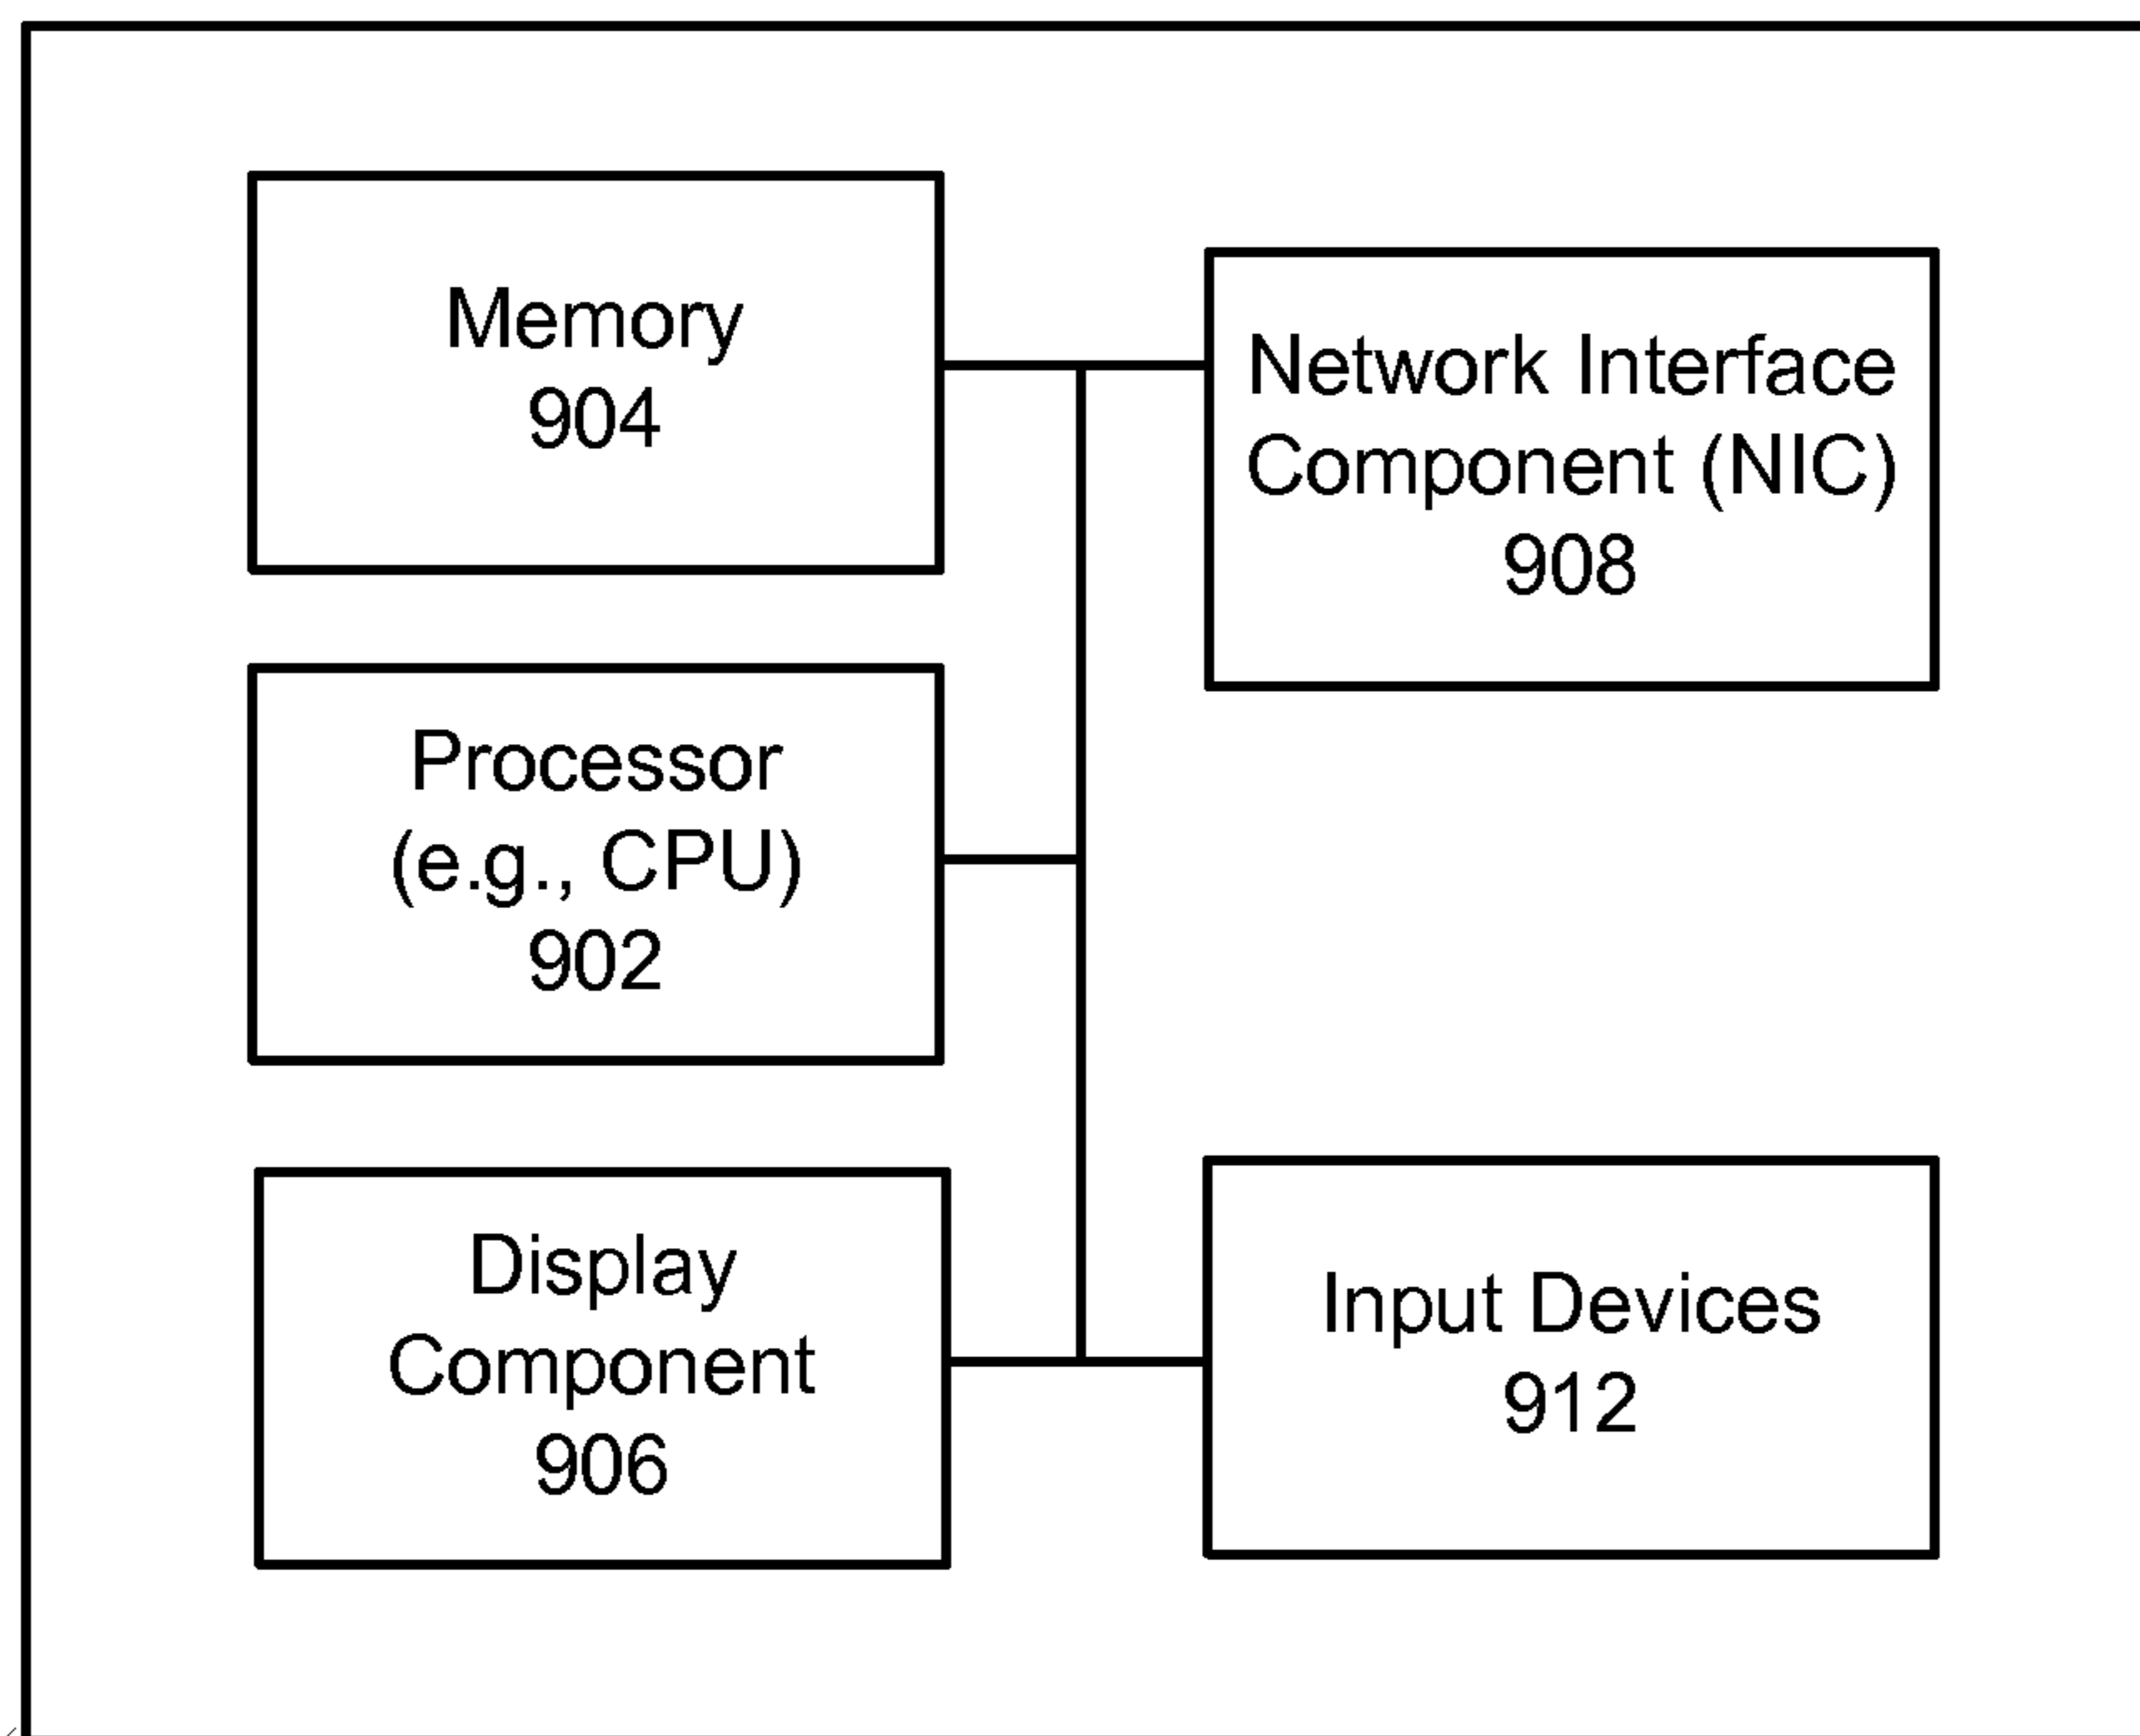 Memory
904
Network Interface
Component (NIC)
908
Processor
(e.g., CPU)
902
Display
Component
906
Input Devices
912